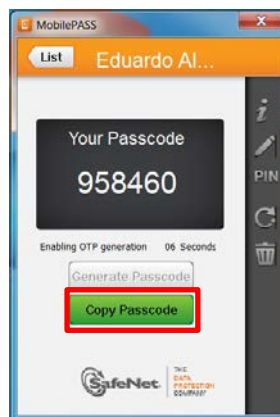 MobilePASS
List Eduardo Al...
Your Passcode
958460
PIN
Enabling OTP generation 06 Seconds
Generate Passcode
Copy Passcode
SafeNet.
THE
DATA
PROTECTION
COMPANY